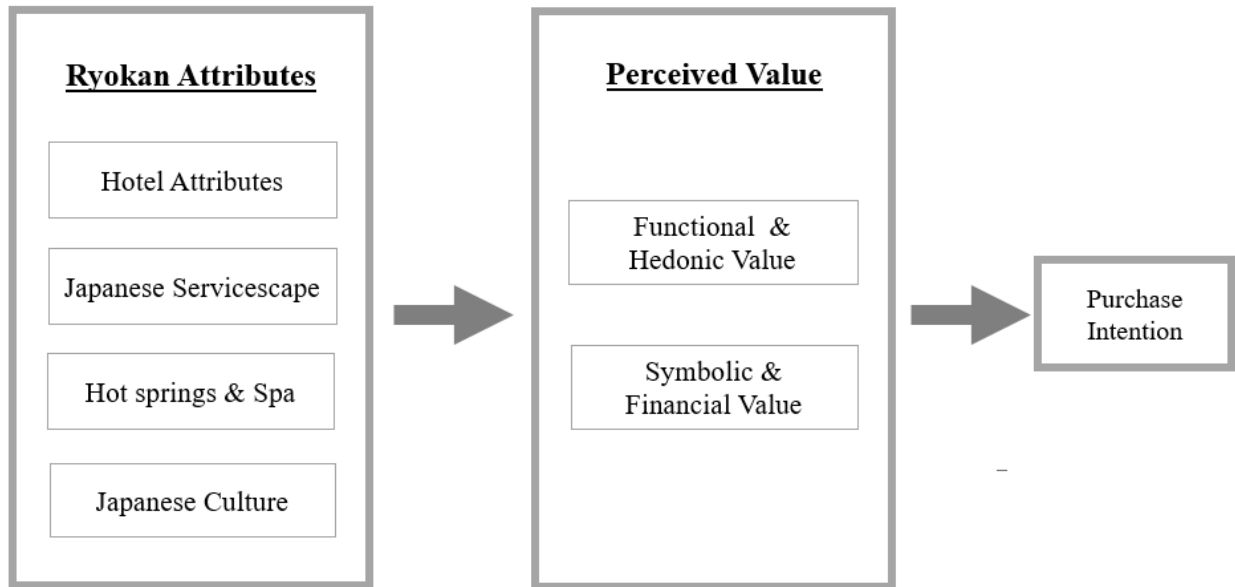 Ryokan Attributes
Hotel Attributes
Japanese Servicescape
Hot springs & Spa
Japanese Culture
Perceived Value
Functional  &
Hedonic Value
Symbolic &
Financial Value
Purchase
Intention